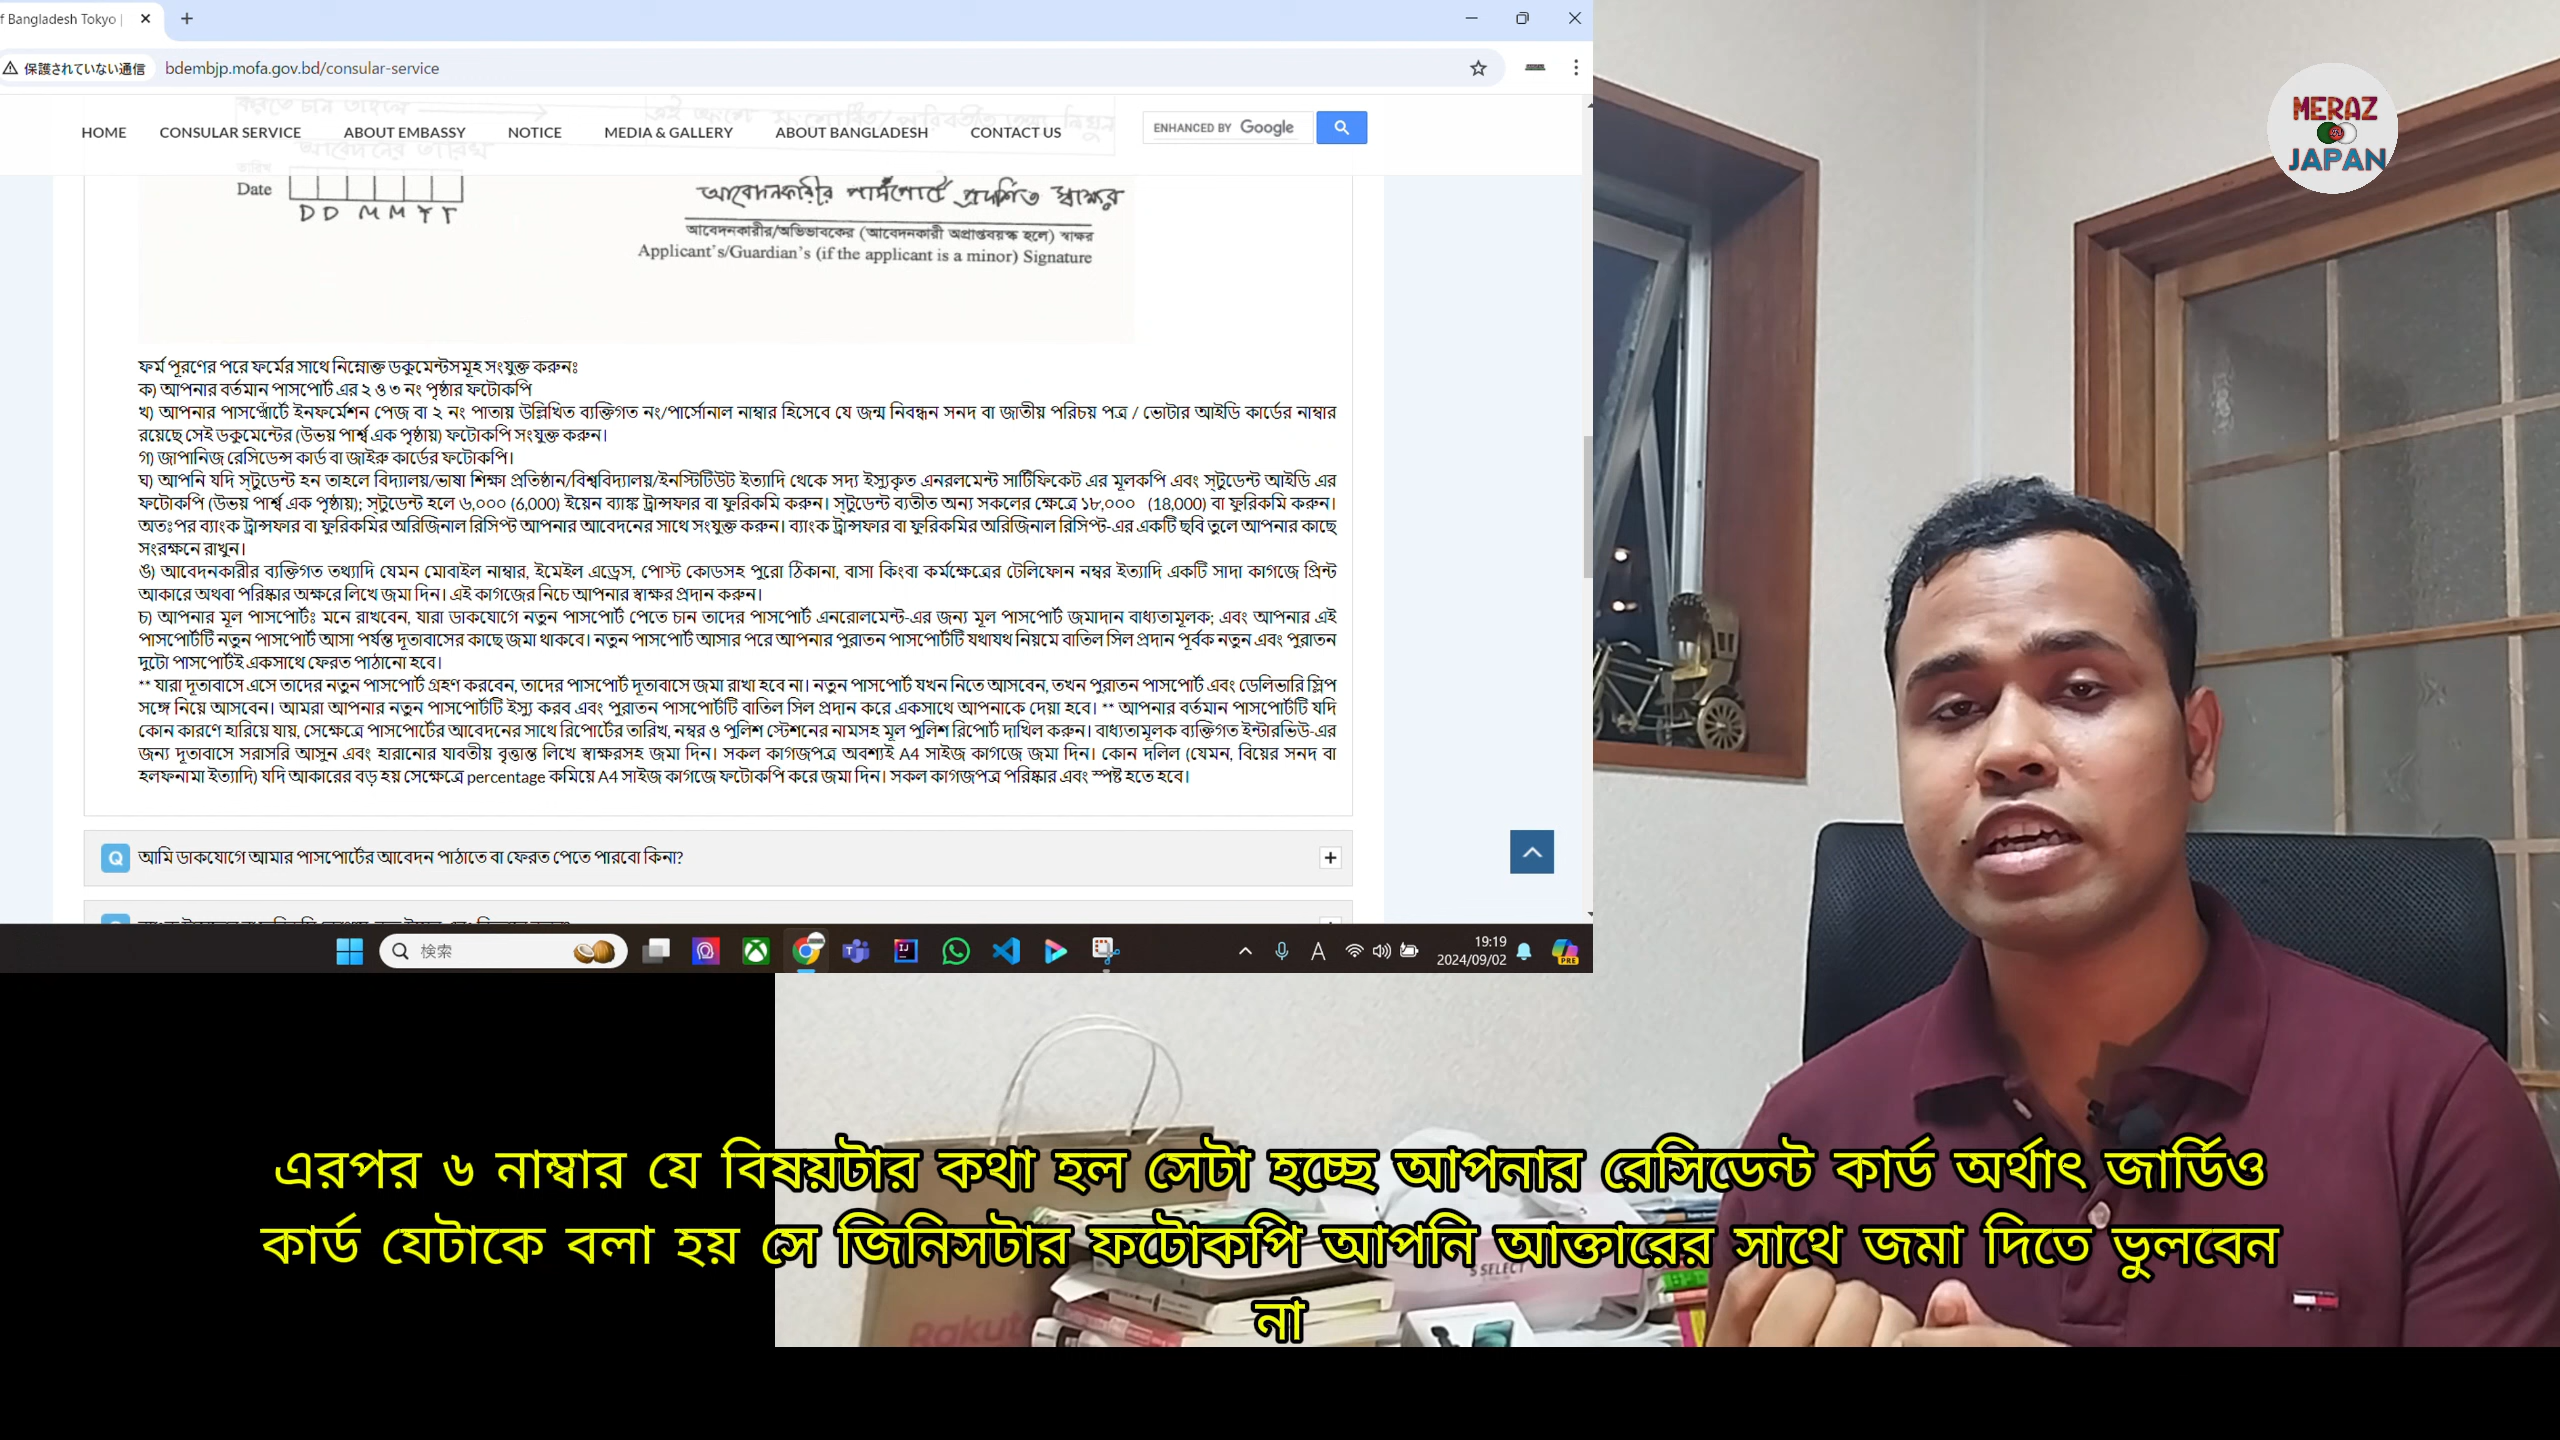 f Bangladesh Tokyo |
保護されていない通信 bdembjp.mofa.gov.bd/consular-service
করতে চান তাহলে
HOME CONSULAR SERVICE ABOUT EMBASSY NOTICE MEDIA & GALLERY ABOUT BANGLADESH CONTACT US ENHANCED BY Google
আবেদনের তারিখ
তারিখ
Date
DD MM YY
আবেদনকারীর পাসপোর্টে প্রদর্শিত স্বাক্ষর
আবেদনকারীর/অভিভাবকের (আবেদনকারী অপ্রাপ্তবয়স্ক হলে) স্বাক্ষর
Applicant's/Guardian's (if the applicant is a minor) Signature
ফর্ম পূরণের পরে ফর্মের সাথে নিম্নোক্ত ডকুমেন্টসমূহ সংযুক্ত করুনঃ
ক) আপনার বর্তমান পাসপোর্ট এর ২ ও ৩ নং পৃষ্ঠার ফটোকপি
খ) আপনার পাসপোর্টে ইনফর্মেশন পেজ বা ২ নং পাতায় উল্লিখিত ব্যক্তিগত নং/পার্সোনাল নাম্বার হিসেবে যে জন্ম নিবন্ধন সনদ বা জাতীয় পরিচয় পত্র / ভোটার আইডি কার্ডের নাম্বার
রয়েছে সেই ডকুমেন্টের (উভয় পার্শ্ব এক পৃষ্ঠায়) ফটোকপি সংযুক্ত করুন।
গ) জাপানিজ রেসিডেন্স কার্ড বা জাইরু কার্ডের ফটোকপি।
ঘ) আপনি যদি স্টুডেন্ট হন তাহলে বিদ্যালয়/ভাষা শিক্ষা প্রতিষ্ঠান/বিশ্ববিদ্যালয়/ইনস্টিটিউট ইত্যাদি থেকে সদ্য ইস্যুকৃত এনরলমেন্ট সার্টিফিকেট এর মূলকপি এবং স্টুডেন্ট আইডি এর
ফটোকপি (উভয় পার্শ্ব এক পৃষ্ঠায়); স্টুডেন্ট হলে ৬,০০০ (6,000) ইয়েন ব্যাঙ্ক ট্রান্সফার বা ফুরিকমি করুন। স্টুডেন্ট ব্যতীত অন্য সকলের ক্ষেত্রে ১৮,০০০ (18,000) বা ফুরিকমি করুন।
অতঃপর ব্যাংক ট্রান্সফার বা ফুরিকমির অরিজিনাল রিসিপ্ট আপনার আবেদনের সাথে সংযুক্ত করুন। ব্যাংক ট্রান্সফার বা ফুরিকমির অরিজিনাল রিসিপ্ট-এর একটি ছবি তুলে আপনার কাছে
সংরক্ষনে রাখুন।
ঙ) আবেদনকারীর ব্যক্তিগত তথ্যাদি যেমন মোবাইল নাম্বার, ইমেইল এড্রেস, পোস্ট কোডসহ পুরো ঠিকানা, বাসা কিংবা কর্মক্ষেত্রের টেলিফোন নম্বর ইত্যাদি একটি সাদা কাগজে প্রিন্ট
আকারে অথবা পরিষ্কার অক্ষরে লিখে জমা দিন। এই কাগজের নিচে আপনার স্বাক্ষর প্রদান করুন।
চ) আপনার মূল পাসপোর্টঃ মনে রাখবেন, যারা ডাকযোগে নতুন পাসপোর্ট পেতে চান তাদের পাসপোর্ট এনরোলমেন্ট-এর জন্য মূল পাসপোর্ট জমাদান বাধ্যতামূলক; এবং আপনার এই
পাসপোর্টটি নতুন পাসপোর্ট আসা পর্যন্ত দূতাবাসের কাছে জমা থাকবে। নতুন পাসপোর্ট আসার পরে আপনার পুরাতন পাসপোর্টটি যথাযথ নিয়মে বাতিল সিল প্রদান পূর্বক নতুন এবং পুরাতন
দুটো পাসপোর্টই একসাথে ফেরত পাঠানো হবে।
** যারা দূতাবাসে এসে তাদের নতুন পাসপোর্ট গ্রহণ করবেন, তাদের পাসপোর্ট দূতাবাসে জমা রাখা হবে না। নতুন পাসপোর্ট যখন নিতে আসবেন, তখন পুরাতন পাসপোর্ট এবং ডেলিভারি স্লিপ
সঙ্গে নিয়ে আসবেন। আমরা আপনার নতুন পাসপোর্টটি ইস্যু করব এবং পুরাতন পাসপোর্টটি বাতিল সিল প্রদান করে একসাথে আপনাকে দেয়া হবে। ** আপনার বর্তমান পাসপোর্টটি যদি
কোন কারণে হারিয়ে যায়, সেক্ষেত্রে পাসপোর্টের আবেদনের সাথে রিপোর্টের তারিখ, নম্বর ও পুলিশ স্টেশনের নামসহ মূল পুলিশ রিপোর্ট দাখিল করুন। বাধ্যতামূলক ব্যক্তিগত ইন্টারভিউ-এর
জন্য দূতাবাসে সরাসরি আসুন এবং হারানোর যাবতীয় বৃত্তান্ত লিখে স্বাক্ষরসহ জমা দিন। সকল কাগজপত্র অবশ্যই A4 সাইজ কাগজে জমা দিন। কোন দলিল (যেমন, বিয়ের সনদ বা
হলফনামা ইত্যাদি) যদি আকারের বড় হয় সেক্ষেত্রে percentage কমিয়ে A4 সাইজ কাগজে ফটোকপি করে জমা দিন। সকল কাগজপত্র পরিষ্কার এবং স্পষ্ট হতে হবে।
Q আমি ডাকযোগে আমার পাসপোর্টের আবেদন পাঠাতে বা ফেরত পেতে পারবো কিনা?
検索
A
19:19
2024/09/02
PRE
MERAZ
JAPAN
S SELECT
Rakut
এরপর ৬ নাম্বার যে বিষয়টার কথা হল সেটা হচ্ছে আপনার রেসিডেন্ট কার্ড অর্থাৎ জার্ডিও
কার্ড যেটাকে বলা হয় সে জিনিসটার ফটোকপি আপনি আক্তারের সাথে জমা দিতে ভুলবেন
না